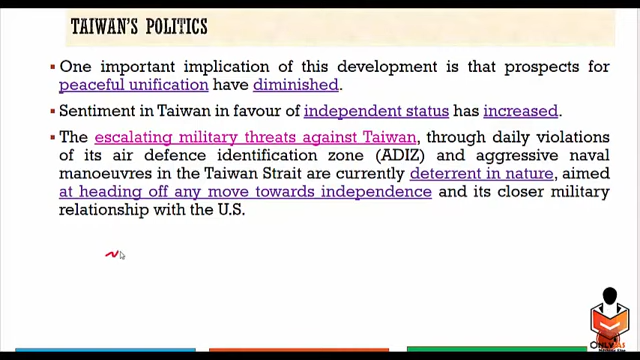 TAIWAN'S POLITICS
▪ One important implication of this development is that prospects for
peaceful unification have diminished.
▪ Sentiment in Taiwan in favour of independent status has increased.
▪ The escalating military threats against Taiwan, through daily violations
of its air defence identification zone (ADIZ) and aggressive naval
manoeuvres in the Taiwan Strait are currently deterrent in nature, aimed
at heading off any move towards independence and its closer military
relationship with the U.S.